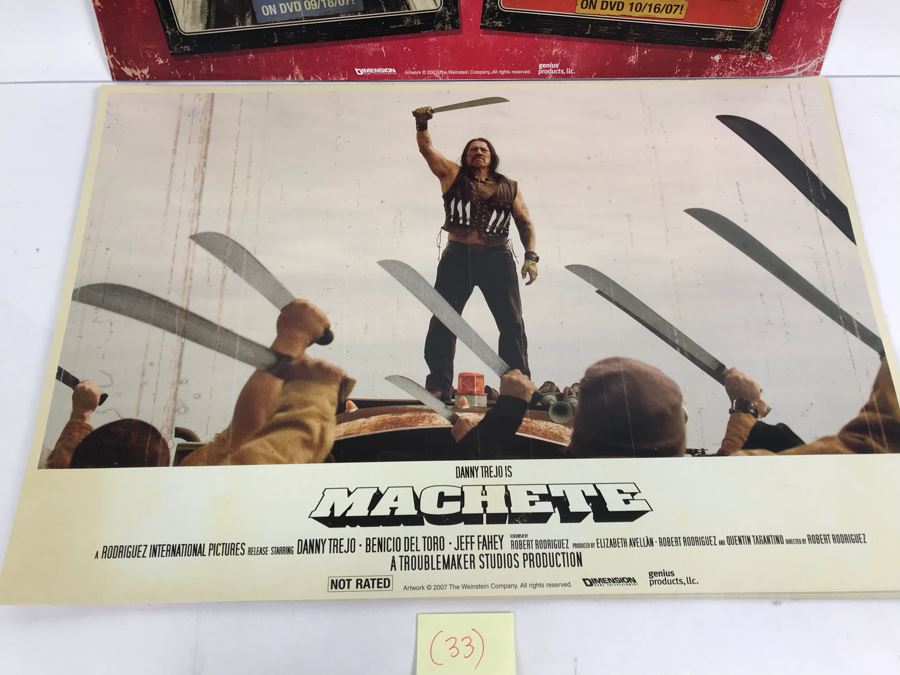 ON DVD 09/18/07!
ON DVD 10/16/07!
DIMENSION Artwork © 2007 The Weinstein Company. All rights reserved. genius products, llc.
DANNY TREJO IS
MACHETE
A RODRIGUEZ INTERNATIONAL PICTURES RELEASE STARRING DANNY TREJO · BENICIO DEL TORO · JEFF FAHEY SCREENPLAY BY ROBERT RODRIGUEZ PRODUCED BY ELIZABETH AVELLÁN · ROBERT RODRIGUEZ AND QUENTIN TARANTINO DIRECTED BY ROBERT RODRIGUEZ
A TROUBLEMAKER STUDIOS PRODUCTION
NOT RATED Artwork © 2007 The Weinstein Company. All rights reserved. DIMENSION genius products, llc.
(33)